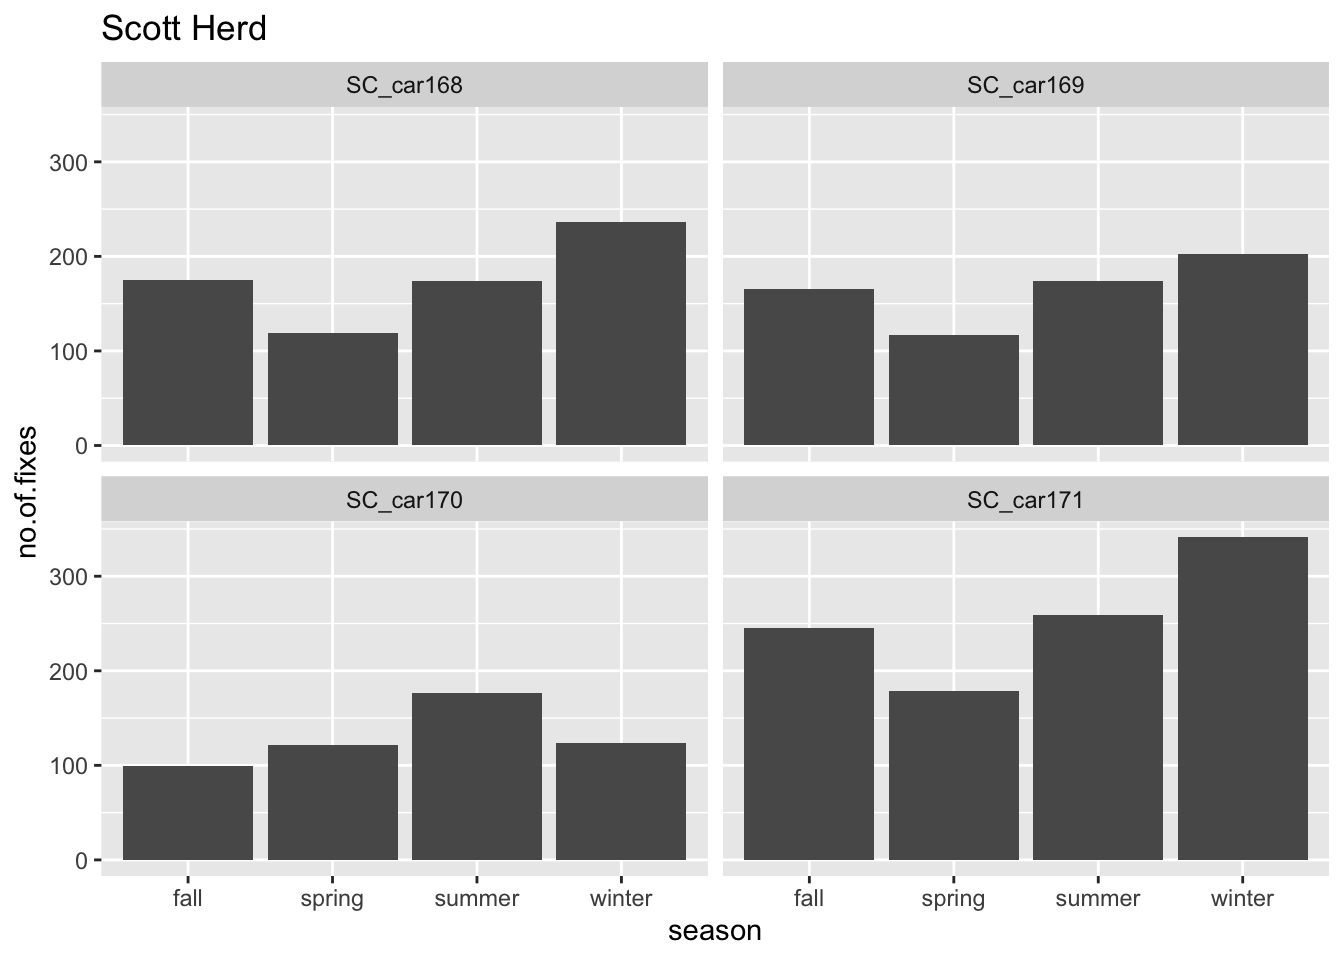 Scott Herd
SC_car168
SC_car169
300
200
100
0
SC_car170
SC_car171
300
200
100
0
no.of.fixes
fall
spring
summer
winter
fall
spring
summer
winter
season